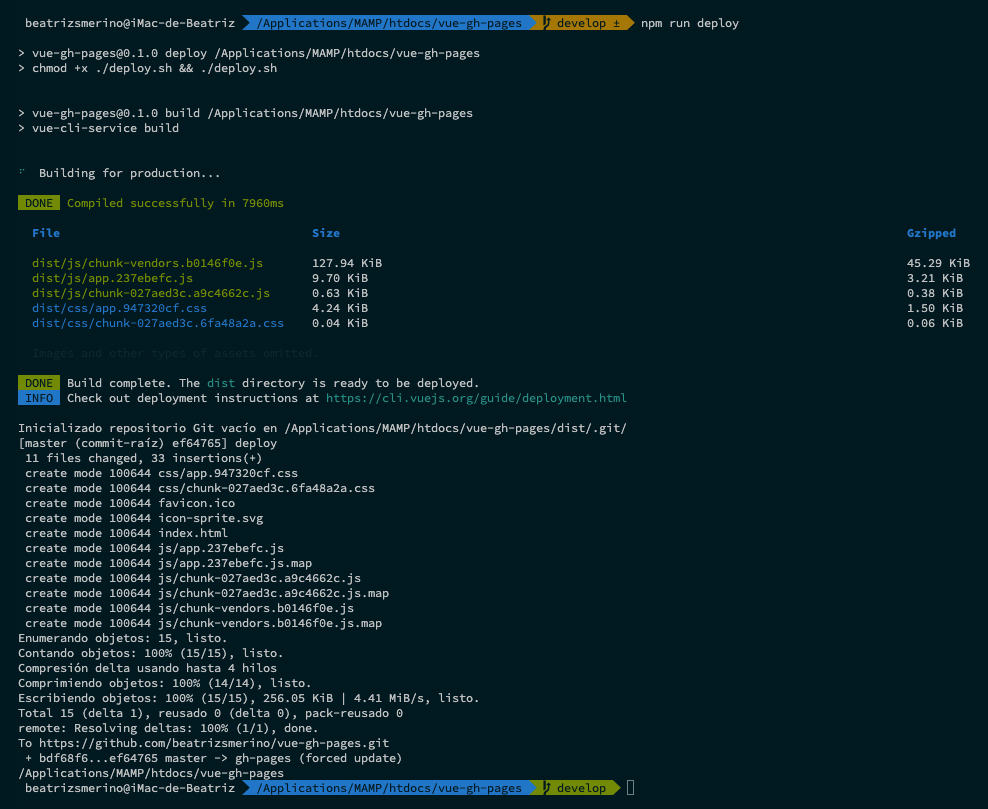 beatrizsmerino@iMac-de-Beatriz /Applications/MAMP/htdocs/vue-gh-pages develop ± npm run deploy
> vue-gh-pages@0.1.0 deploy /Applications/MAMP/htdocs/vue-gh-pages
> chmod +x ./deploy.sh && ./deploy.sh
> vue-gh-pages@0.1.0 build /Applications/MAMP/htdocs/vue-gh-pages
> vue-cli-service build
Building for production...
DONE Compiled successfully in 7960ms
File Size Gzipped
dist/js/chunk-vendors.b0146f0e.js 127.94 KiB 45.29 KiB
dist/js/app.237ebefc.js 9.70 KiB 3.21 KiB
dist/js/chunk-027aed3c.a9c4662c.js 0.63 KiB 0.38 KiB
dist/css/app.947320cf.css 4.24 KiB 1.50 KiB
dist/css/chunk-027aed3c.6fa48a2a.css 0.04 KiB 0.06 KiB
Images and other types of assets omitted.
DONE Build complete. The dist directory is ready to be deployed.
INFO Check out deployment instructions at https://cli.vuejs.org/guide/deployment.html
Inicializado repositorio Git vacío en /Applications/MAMP/htdocs/vue-gh-pages/dist/.git/
[master (commit-raíz) ef64765] deploy
11 files changed, 33 insertions(+)
create mode 100644 css/app.947320cf.css
create mode 100644 css/chunk-027aed3c.6fa48a2a.css
create mode 100644 favicon.ico
create mode 100644 icon-sprite.svg
create mode 100644 index.html
create mode 100644 js/app.237ebefc.js
create mode 100644 js/app.237ebefc.js.map
create mode 100644 js/chunk-027aed3c.a9c4662c.js
create mode 100644 js/chunk-027aed3c.a9c4662c.js.map
create mode 100644 js/chunk-vendors.b0146f0e.js
create mode 100644 js/chunk-vendors.b0146f0e.js.map
Enumerando objetos: 15, listo.
Contando objetos: 100% (15/15), listo.
Compresión delta usando hasta 4 hilos
Comprimiendo objetos: 100% (14/14), listo.
Escribiendo objetos: 100% (15/15), 256.05 KiB | 4.41 MiB/s, listo.
Total 15 (delta 1), reusado 0 (delta 0), pack-reusado 0
remote: Resolving deltas: 100% (1/1), done.
To https://github.com/beatrizsmerino/vue-gh-pages.git
+ bdf68f6...ef64765 master -> gh-pages (forced update)
/Applications/MAMP/htdocs/vue-gh-pages
beatrizsmerino@iMac-de-Beatriz /Applications/MAMP/htdocs/vue-gh-pages develop